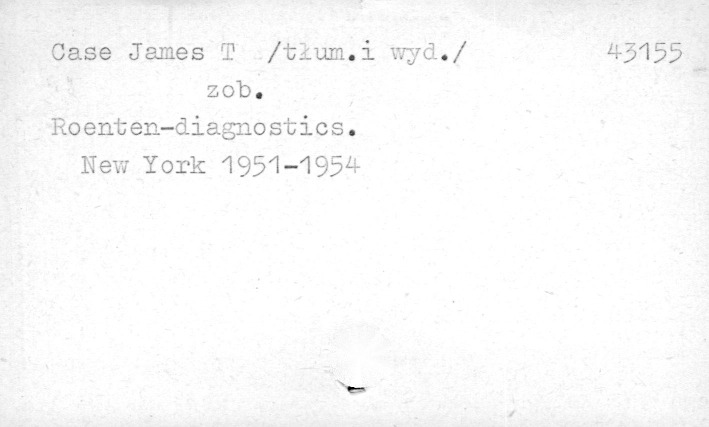 Case James T /tłum.i wyd./ 43155
zob.
Roenten-diagnostics.
New York 1951-1954